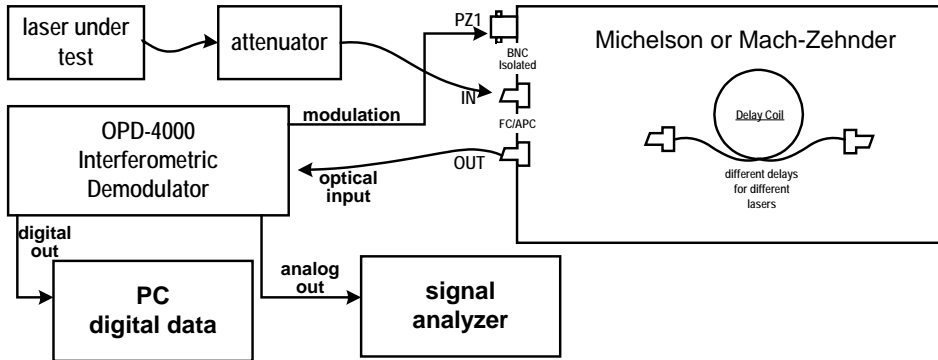 laser under
test
attenuator
PZ1
BNC
Isolated
Michelson or Mach-Zehnder
IN
modulation
FC/APC
Delay Coil
OPD-4000
Interferometric
Demodulator
OUT
optical
input
different delays
for different
lasers
digital
out
analog
out
PC
digital data
signal
analyzer